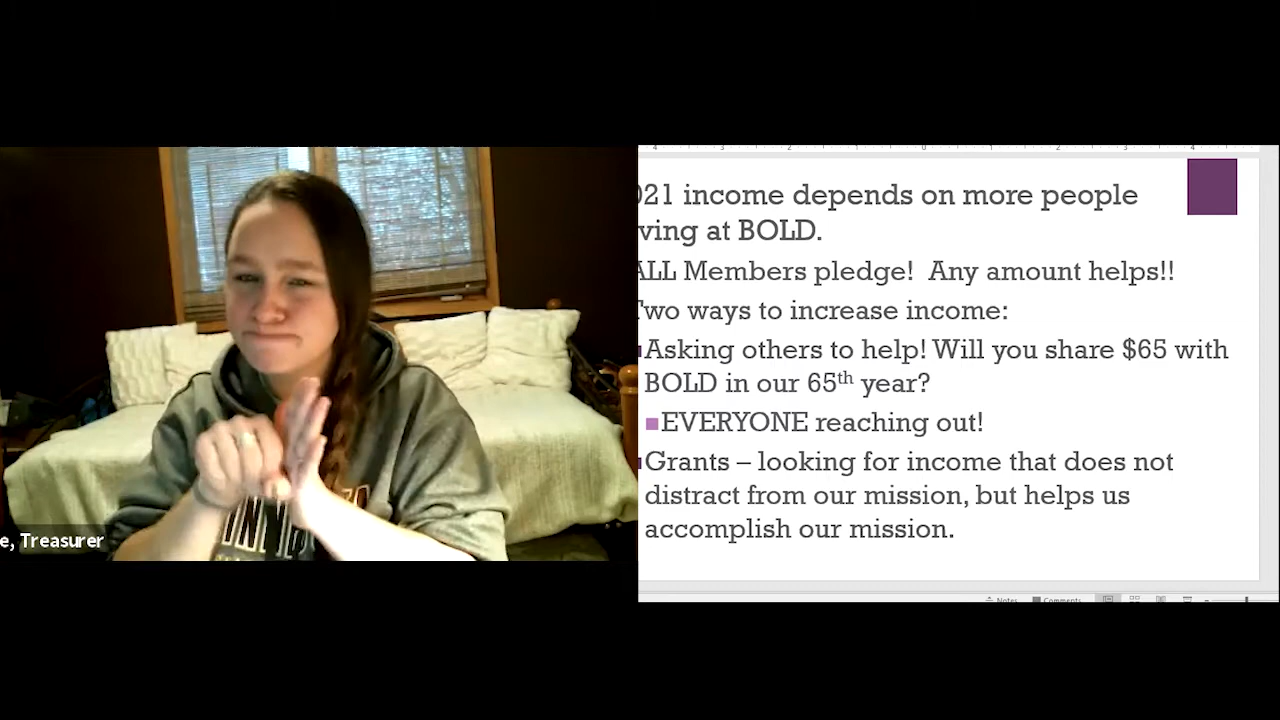 e, Treasurer
021 income depends on more people
ving at BOLD.
ALL Members pledge!  Any amount helps!!
Two ways to increase income:
Asking others to help! Will you share $65 with
BOLD in our 65th year?
EVERYONE reaching out!
Grants – looking for income that does not
distract from our mission, but helps us
accomplish our mission.
Notes Comments